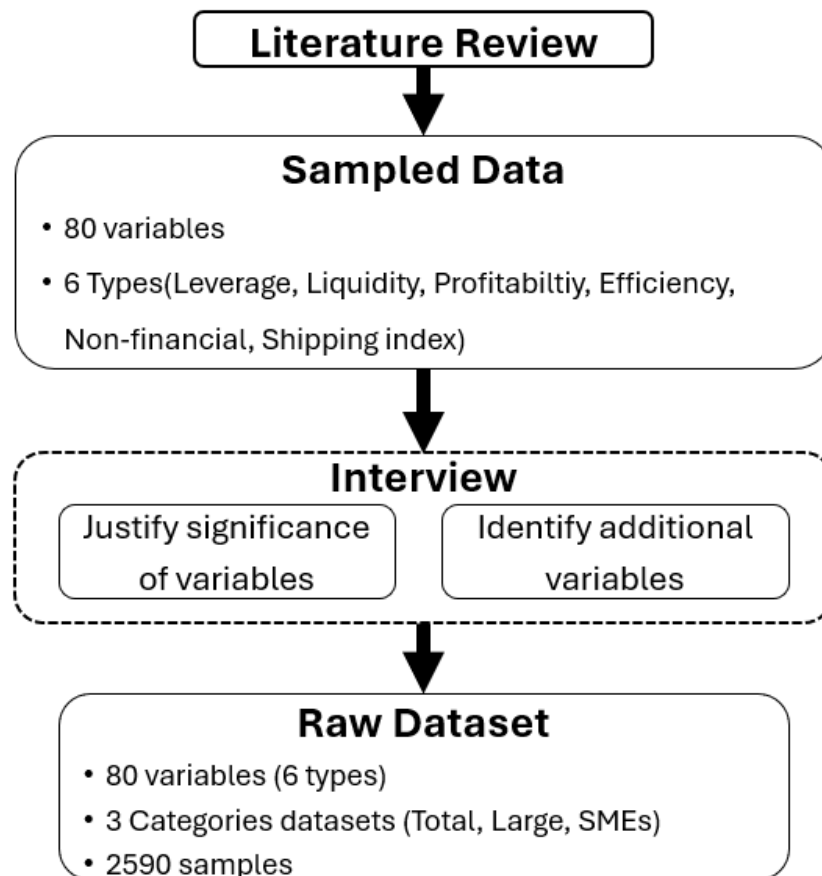 Literature Review
Sampled Data
• 80 variables
• 6 Types(Leverage, Liquidity, Profitabiltiy, Efficiency,
Non-financial, Shipping index)
Interview
Justify significance
of variables
Identify additional
variables
Raw Dataset
• 80 variables (6 types)
• 3 Categories datasets (Total, Large, SMEs)
• 2590 samples